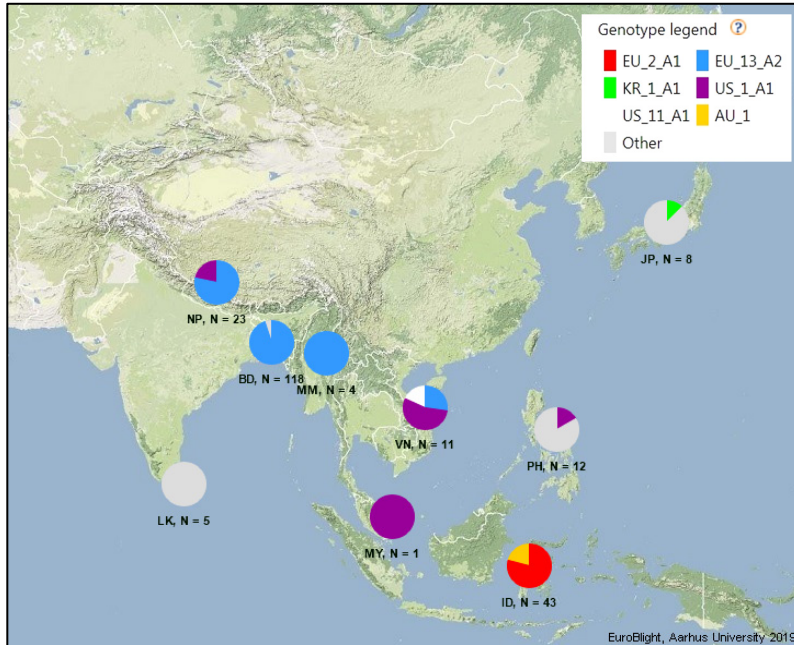 Genotype legend ?
EU_2_A1 EU_13_A2
KR_1_A1 US_1_A1
US_11_A1 AU_1
Other
JP, N = 8
NP, N = 23
BD, N = 118
MM, N = 4
VN, N = 11
PH, N = 12
LK, N = 5
MY, N = 1
ID, N = 43
EuroBlight, Aarhus University 2019